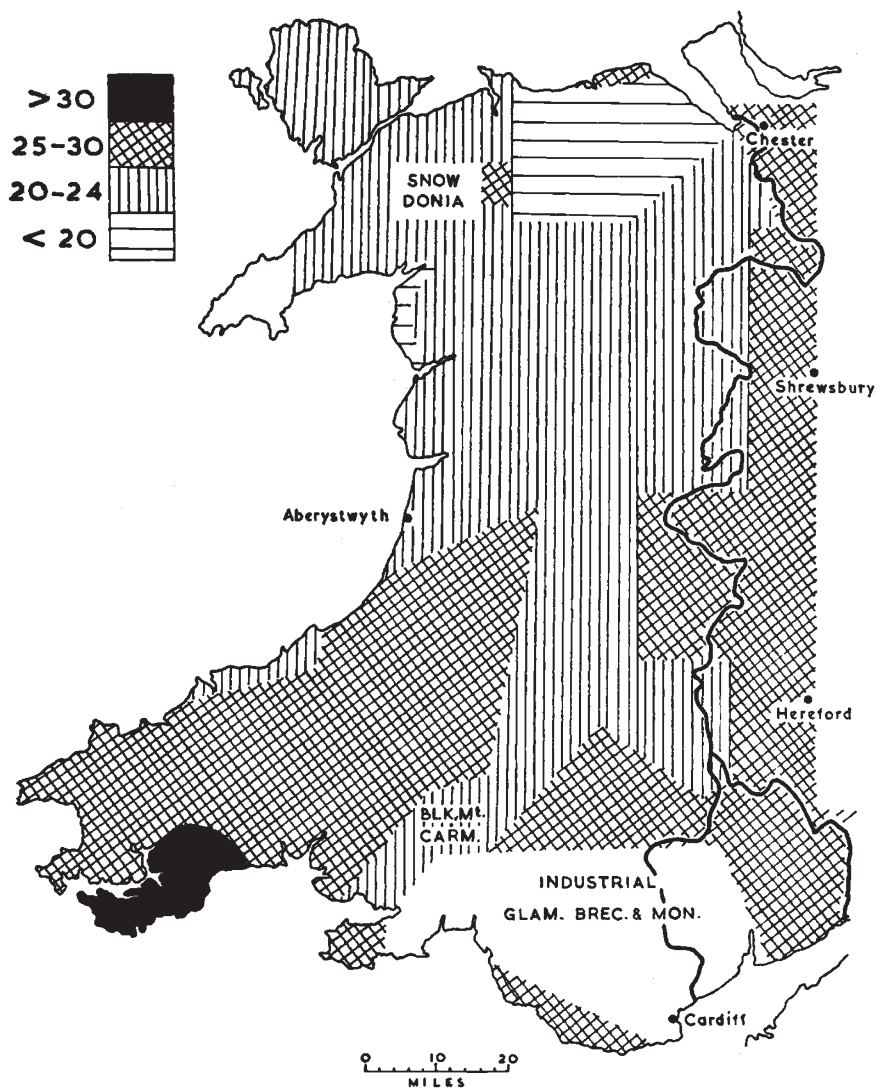 > 30
25-30
20-24
< 20
Chester
SNOW
DONIA
Shrewsbury
Aberystwyth
Hereford
BLK. Mt.
CARM.
INDUSTRIAL
GLAM. BREC. & MON.
Cardiff
0 10 20
MILES